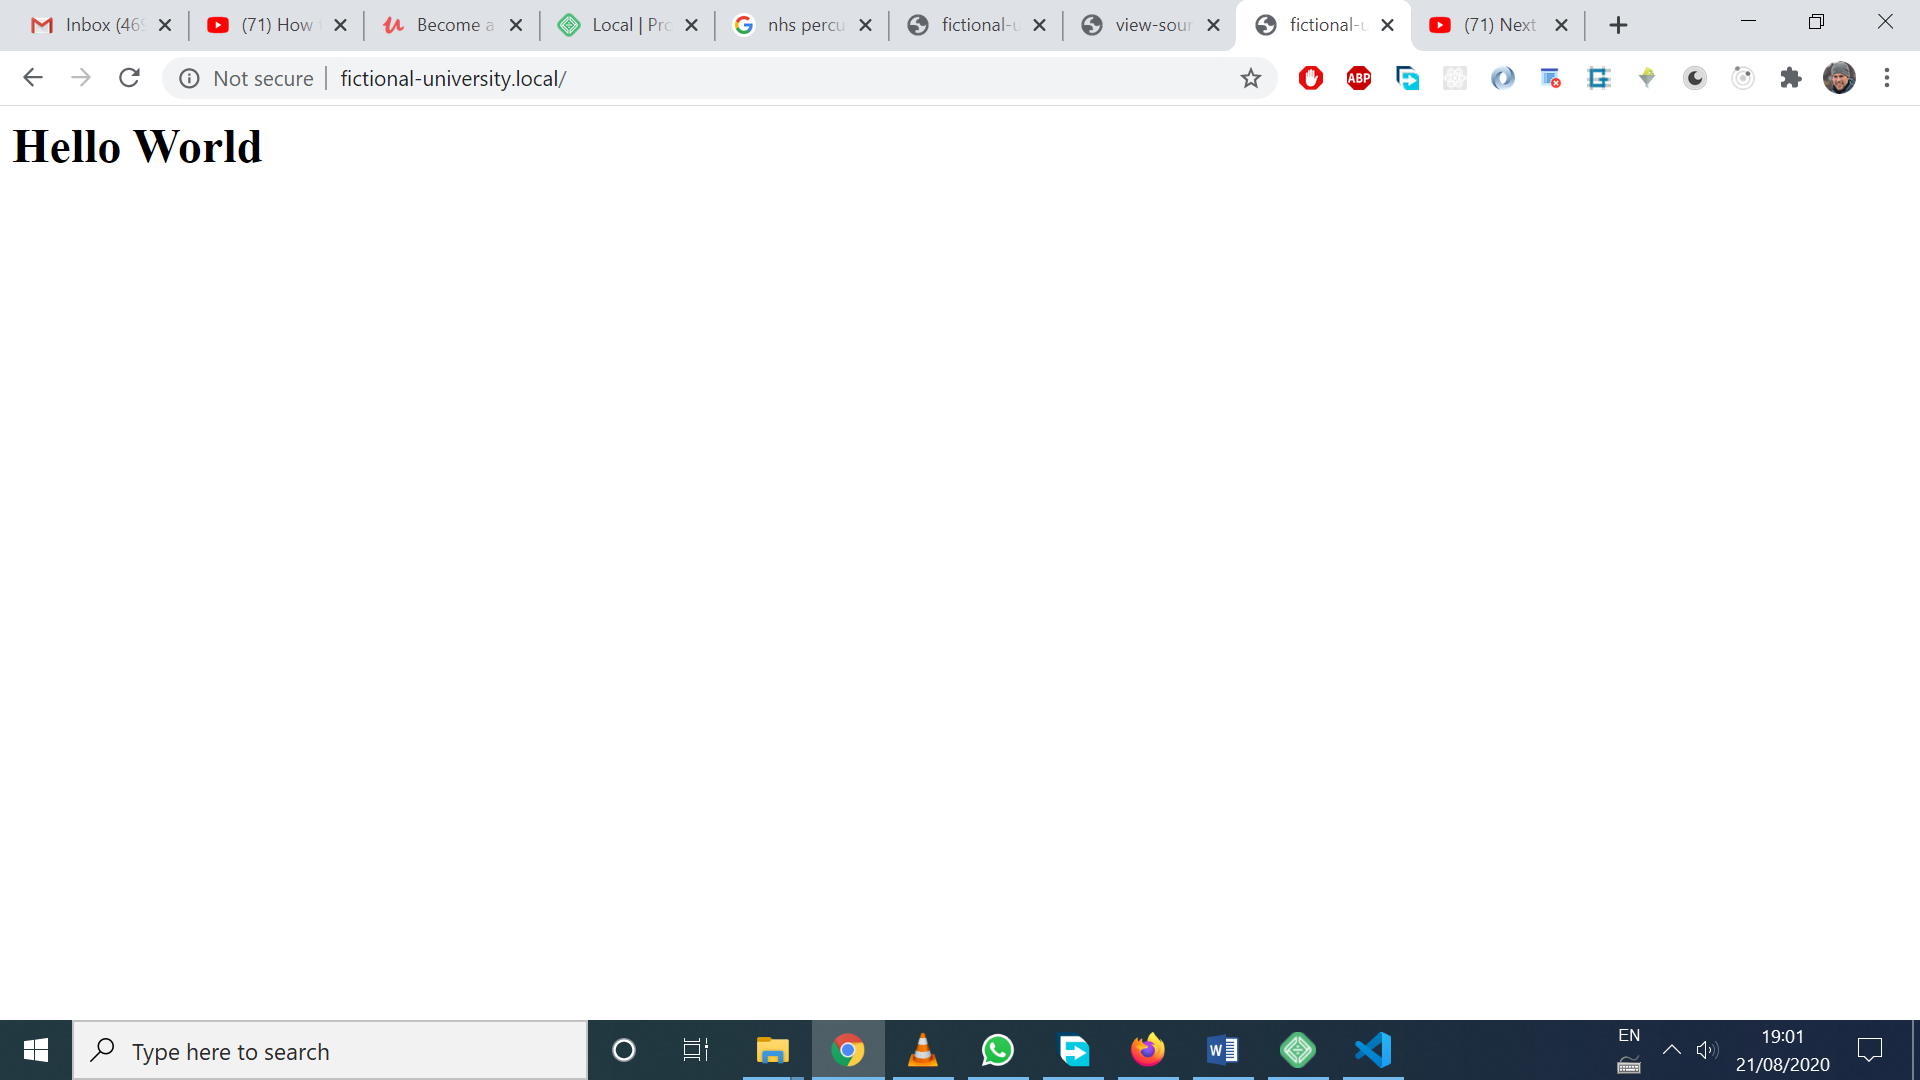 Inbox (469
(71) How
Become a
Local | Pro
nhs percu
fictional-u
view-sour
fictional-u
(71) Next
Not secure
fictional-university.local/
ABP
Hello World
Type here to search
W
EN
19:01
21/08/2020